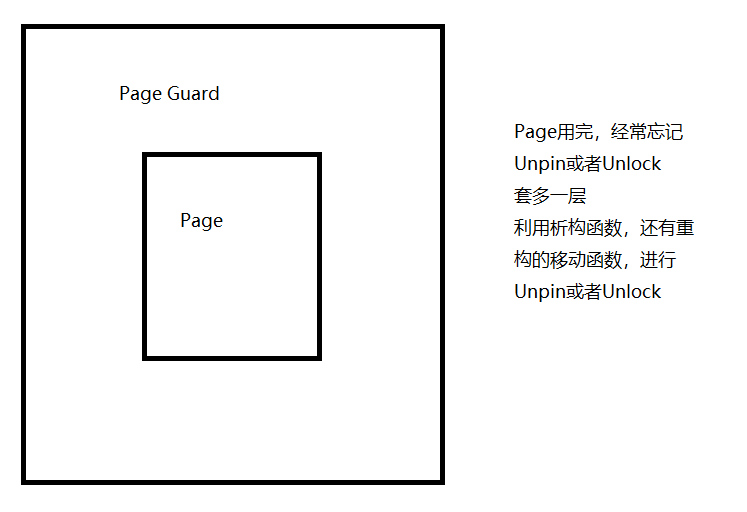 Page Guard
Page
Page用完，经常忘记
Unpin或者Unlock
套多一层
利用析构函数，还有重
构的移动函数，进行
Unpin或者Unlock